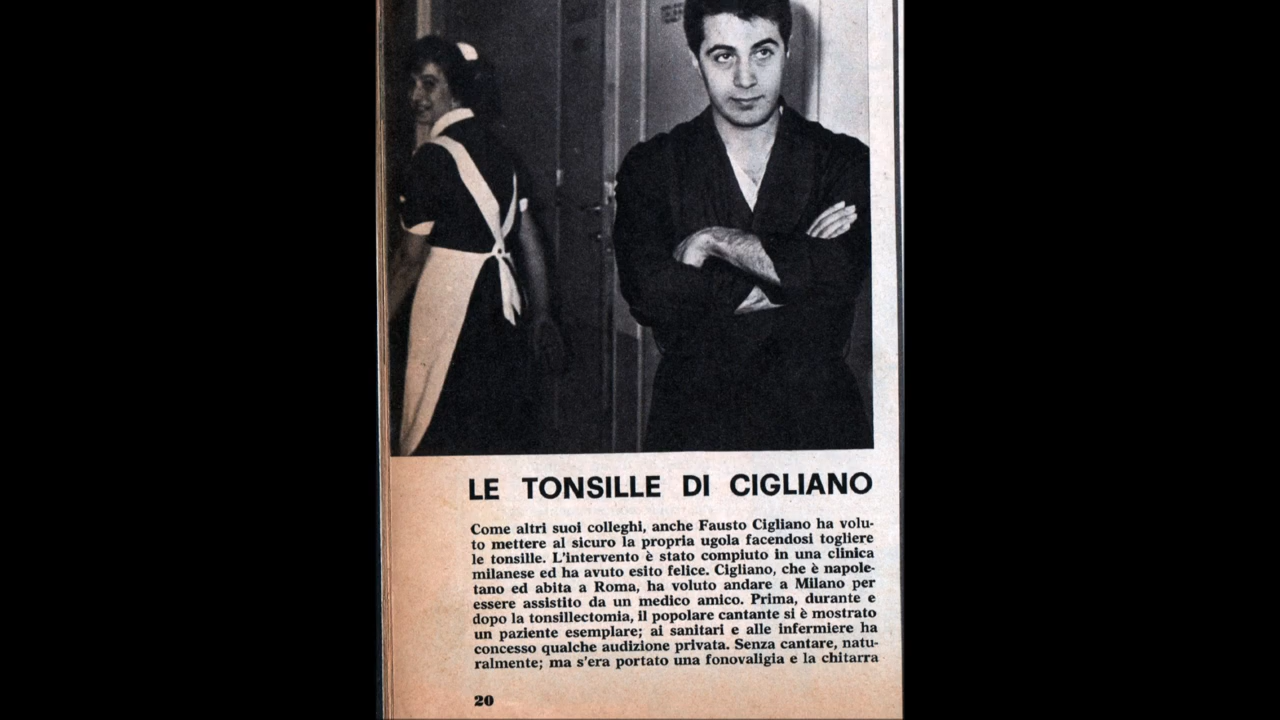 LE TONSILLE DI CIGLIANO
Come altri suoi colleghi, anche Fausto Cigliano ha volu-
to mettere al sicuro la propria ugola facendosi togliere
le tonsille. L'intervento è stato compiuto in una clinica
milanese ed ha avuto esito felice. Cigliano, che è napole-
tano ed abita a Roma, ha voluto andare a Milano per
essere assistito da un medico amico. Prima, durante e
dopo la tonsillectomia, il popolare cantante si è mostrato
un paziente esemplare; ai sanitari e alle infermiere ha
concesso qualche audizione privata. Senza cantare, natu-
ralmente; ma s'era portato una fonovaligia e la chitarra
20